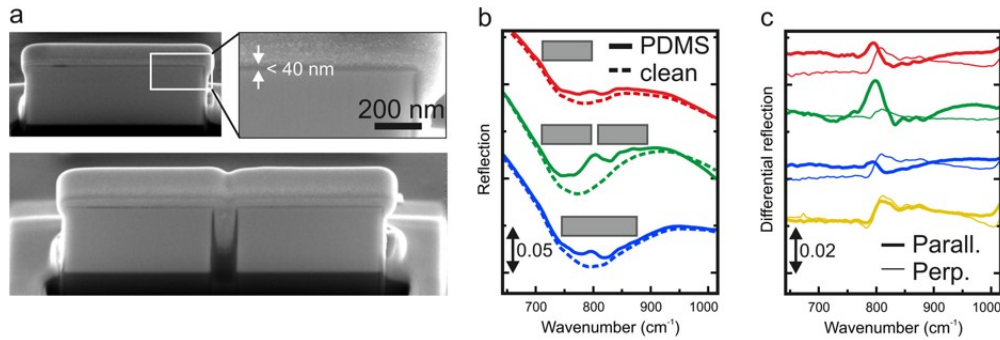 a
< 40 nm
200 nm
b
PDMS
clean
Reflection
0.05
700
800
900
1000
Wavenumber (cm⁻¹)
c
Differential reflection
0.02
Parall.
Perp.
700
800
900
1000
Wavenumber (cm⁻¹)